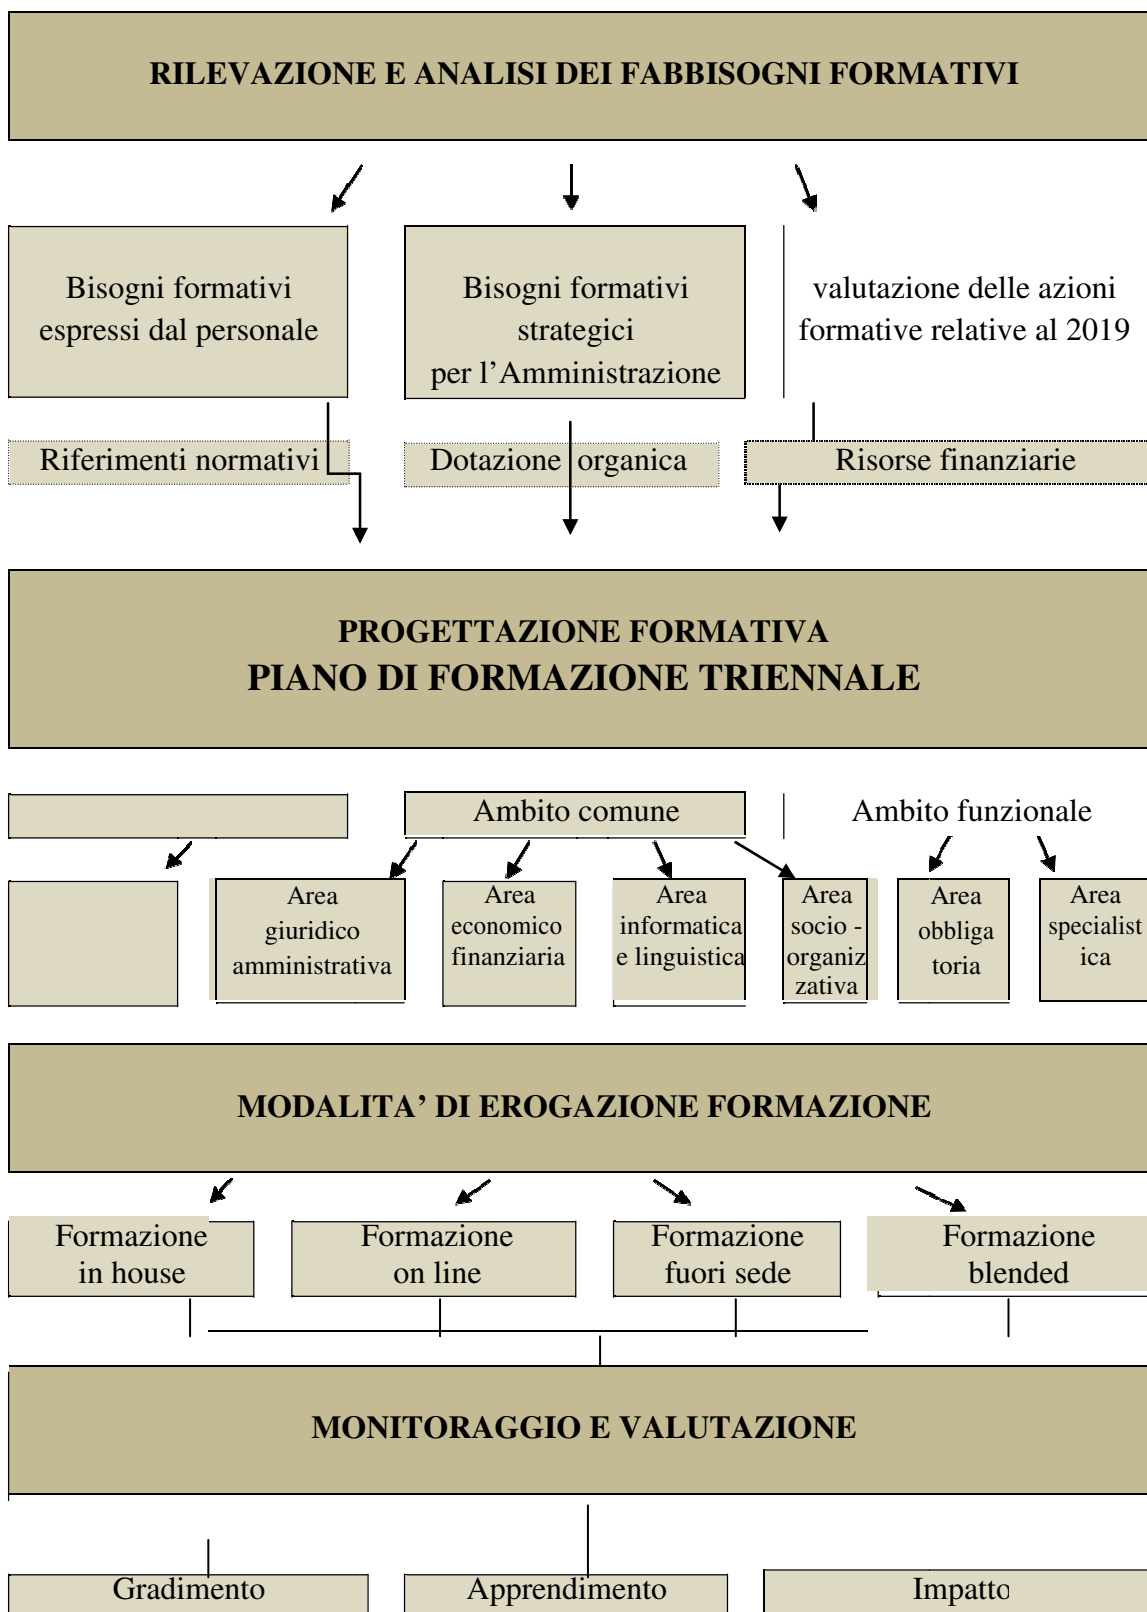 RILEVAZIONE E ANALISI DEI FABBISOGNI FORMATIVI
Bisogni formativi
espressi dal personale
Bisogni formativi
strategici
per l’Amministrazione
valutazione delle azioni
formative relative al 2019
Riferimenti normativi
Dotazione organica
Risorse finanziarie
PROGETTAZIONE FORMATIVA
PIANO DI FORMAZIONE TRIENNALE
Ambito comune
Ambito funzionale
Area
giuridico
amministrativa
Area
economico
finanziaria
Area
informatica
e linguistica
Area
socio -
organiz
zativa
Area
obbliga
toria
Area
specialist
ica
MODALITA’ DI EROGAZIONE FORMAZIONE
Formazione
in house
Formazione
on line
Formazione
fuori sede
Formazione
blended
MONITORAGGIO E VALUTAZIONE
Gradimento
Apprendimento
Impatto